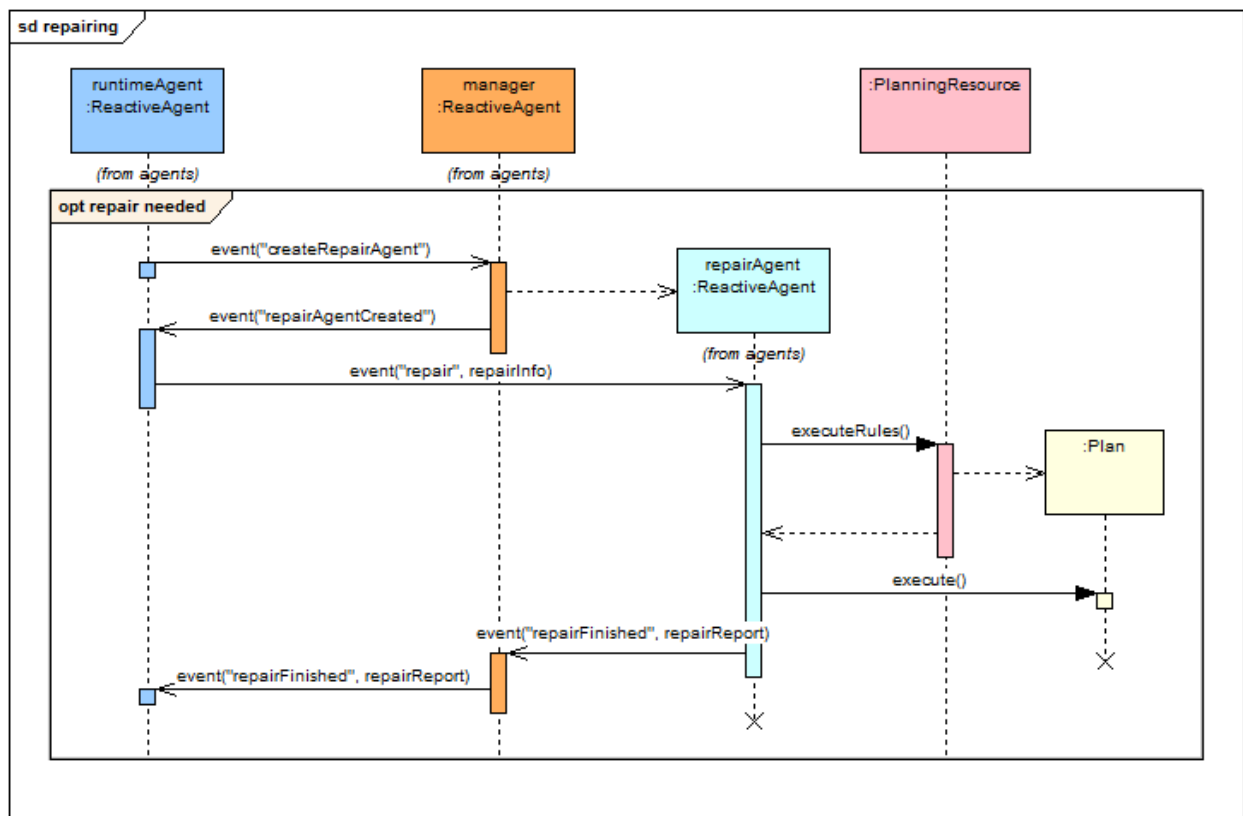 sd repairing
runtimeAgent
:ReactiveAgent
manager
:ReactiveAgent
:PlanningResource
(from agents)
(from agents)
opt repair needed
event("createRepairAgent")
repairAgent
:ReactiveAgent
event("repairAgentCreated")
(from agents)
event("repair", repairInfo)
executeRules()
:Plan
execute()
event("repairFinished", repairReport)
event("repairFinished", repairReport)